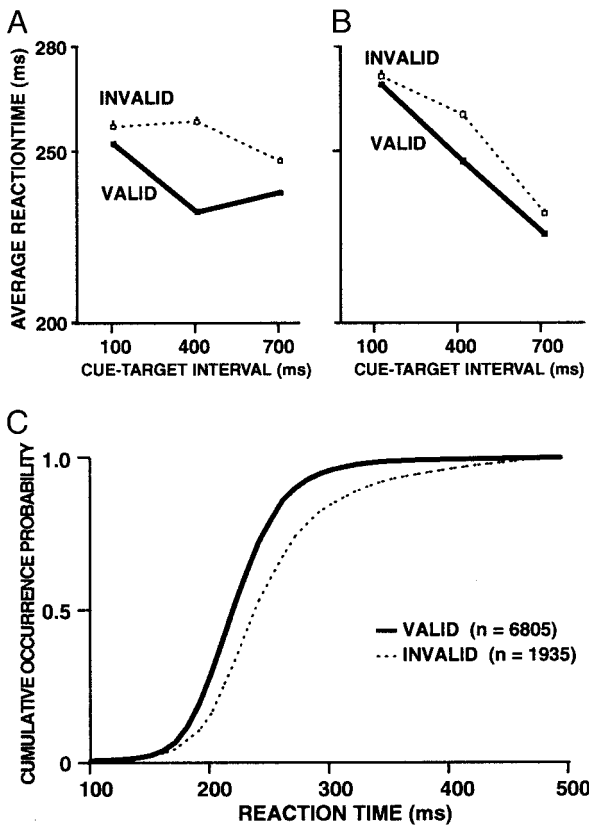 A
B
AVERAGE REACTIONTIME (ms)
280
250
200
INVALID
VALID
100
400
700
CUE-TARGET INTERVAL (ms)
INVALID
VALID
100
400
700
CUE-TARGET INTERVAL (ms)
C
CUMULATIVE OCCURRENCE PROBABILITY
1.0
0.5
0
VALID (n = 6805)
INVALID (n = 1935)
100
200
300
400
500
REACTION TIME (ms)